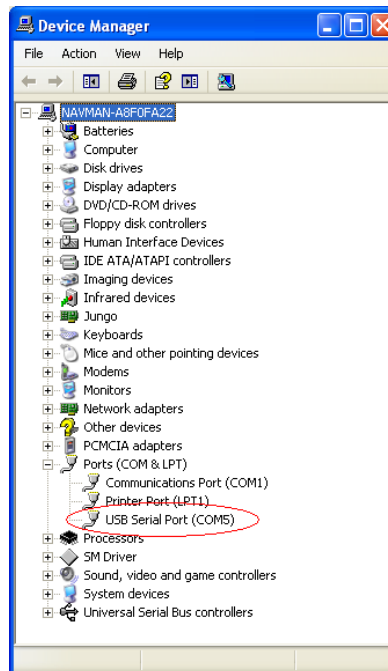 Device Manager
File Action View Help
NAVMAN-A8F0FA22
Batteries
Computer
Disk drives
Display adapters
DVD/CD-ROM drives
Floppy disk controllers
Human Interface Devices
IDE ATA/ATAPI controllers
Imaging devices
Infrared devices
Jungo
Keyboards
Mice and other pointing devices
Modems
Monitors
Network adapters
Other devices
PCMCIA adapters
Ports (COM & LPT)
Communications Port (COM1)
Printer Port (LPT1)
USB Serial Port (COM5)
Processors
SM Driver
Sound, video and game controllers
System devices
Universal Serial Bus controllers